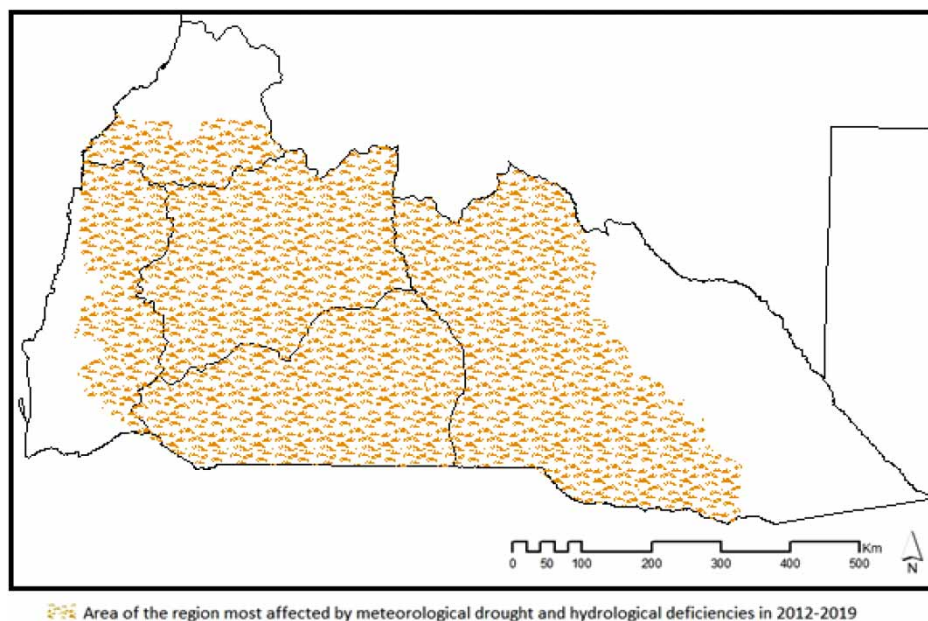 Km
0 50 100 200 300 400 500
N
Area of the region most affected by meteorological drought and hydrological deficiencies in 2012-2019